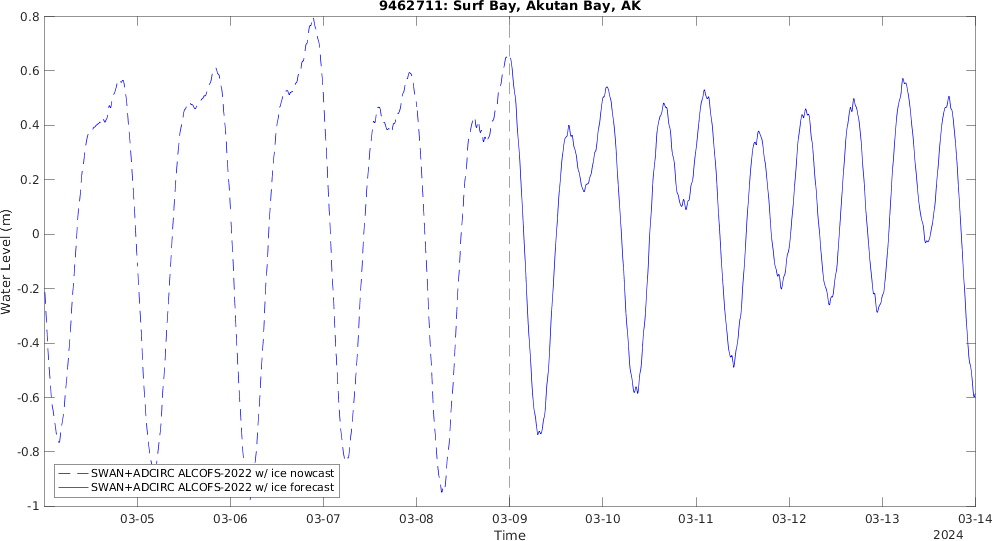 9462711: Surf Bay, Akutan Bay, AK
0.8
0.6
0.4
0.2
0
-0.2
-0.4
-0.6
-0.8
-1
Water Level (m)
SWAN+ADCIRC ALCOFS-2022 w/ ice nowcast
SWAN+ADCIRC ALCOFS-2022 w/ ice forecast
03-05 03-06 03-07 03-08 03-09 03-10 03-11 03-12 03-13 03-14
Time
2024